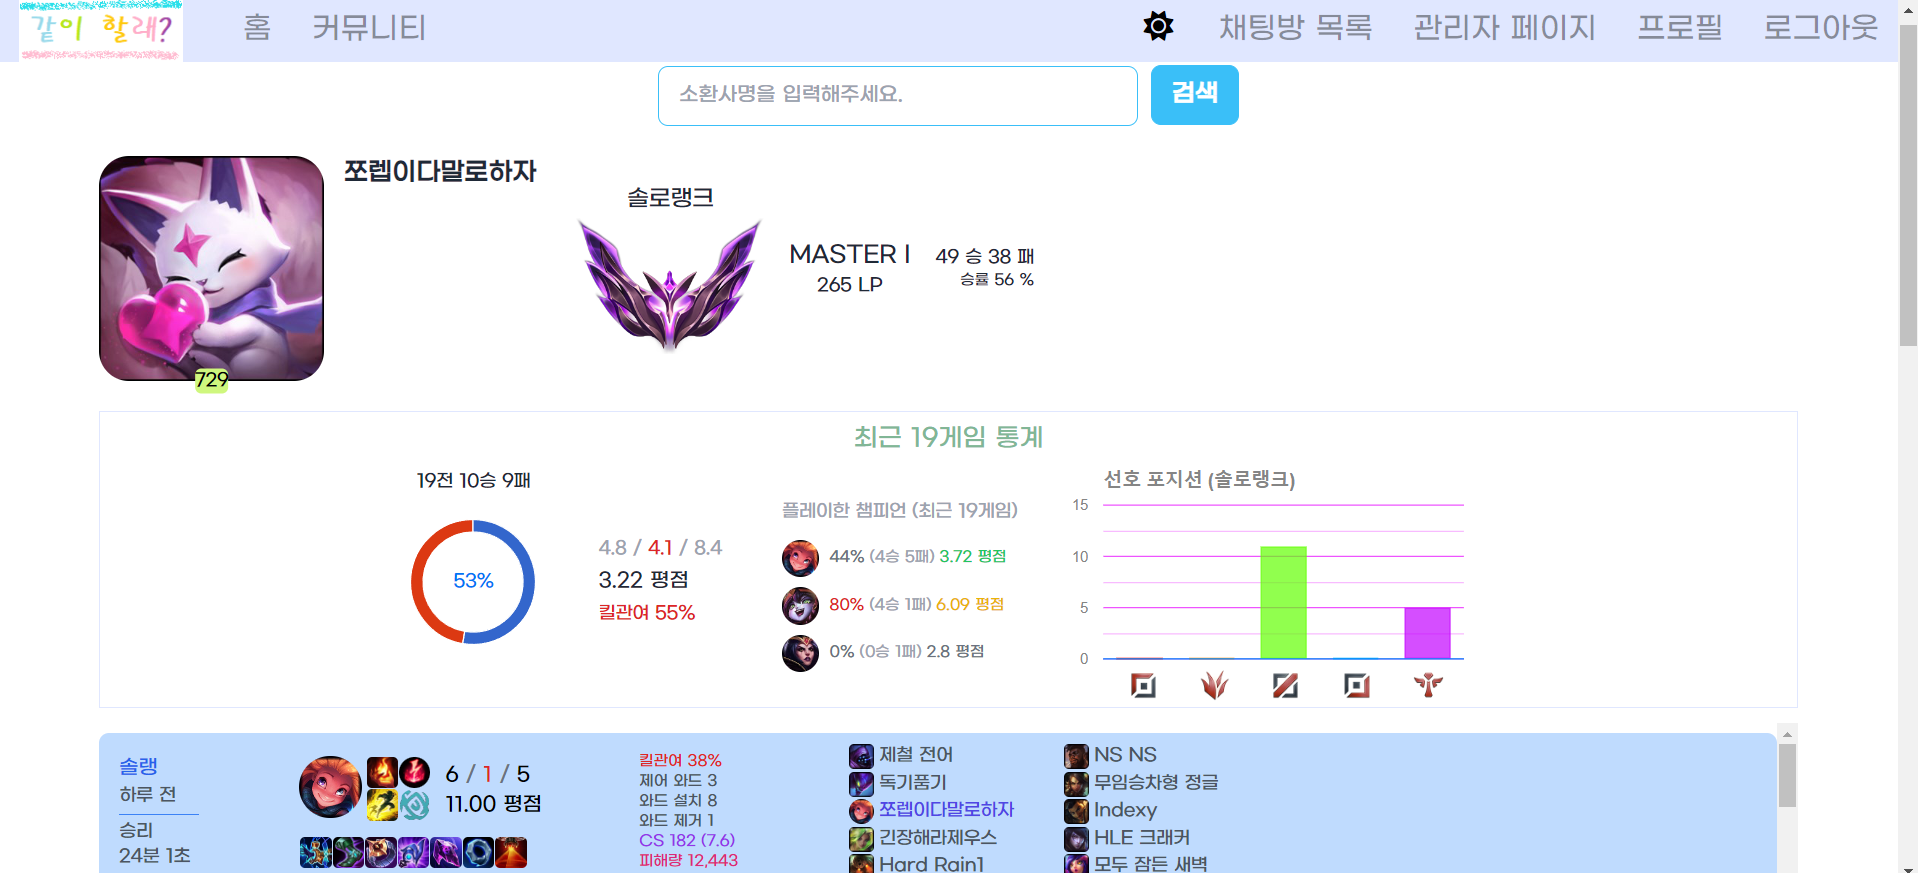 같이 할래?
홈 커뮤니티 채팅방 목록 관리자 페이지 프로필 로그아웃
소환사명을 입력해주세요. 검색
쪼렙이다말로하자
729
솔로랭크
MASTER I
265 LP
49 승 38 패
승률 56 %
최근 19게임 통계
19전 10승 9패
53%
4.8 / 4.1 / 8.4
3.22 평점
킬관여 55%
플레이한 챔피언 (최근 19게임)
44% (4승 5패) 3.72 평점
80% (4승 1패) 6.09 평점
0% (0승 1패) 2.8 평점
선호 포지션 (솔로랭크)
15
10
5
0
솔랭
하루 전
승리
24분 1초
6 / 1 / 5
11.00 평점
킬관여 38%
제어 와드 3
와드 설치 8
와드 제거 1
CS 182 (7.6)
피해량 12,443
제철 전어
독기품기
쪼렙이다말로하자
긴장해라제우스
Hard Rain1
NS NS
무임승차형 정글
Indexy
HLE 크래커
모두 잠든 새벽